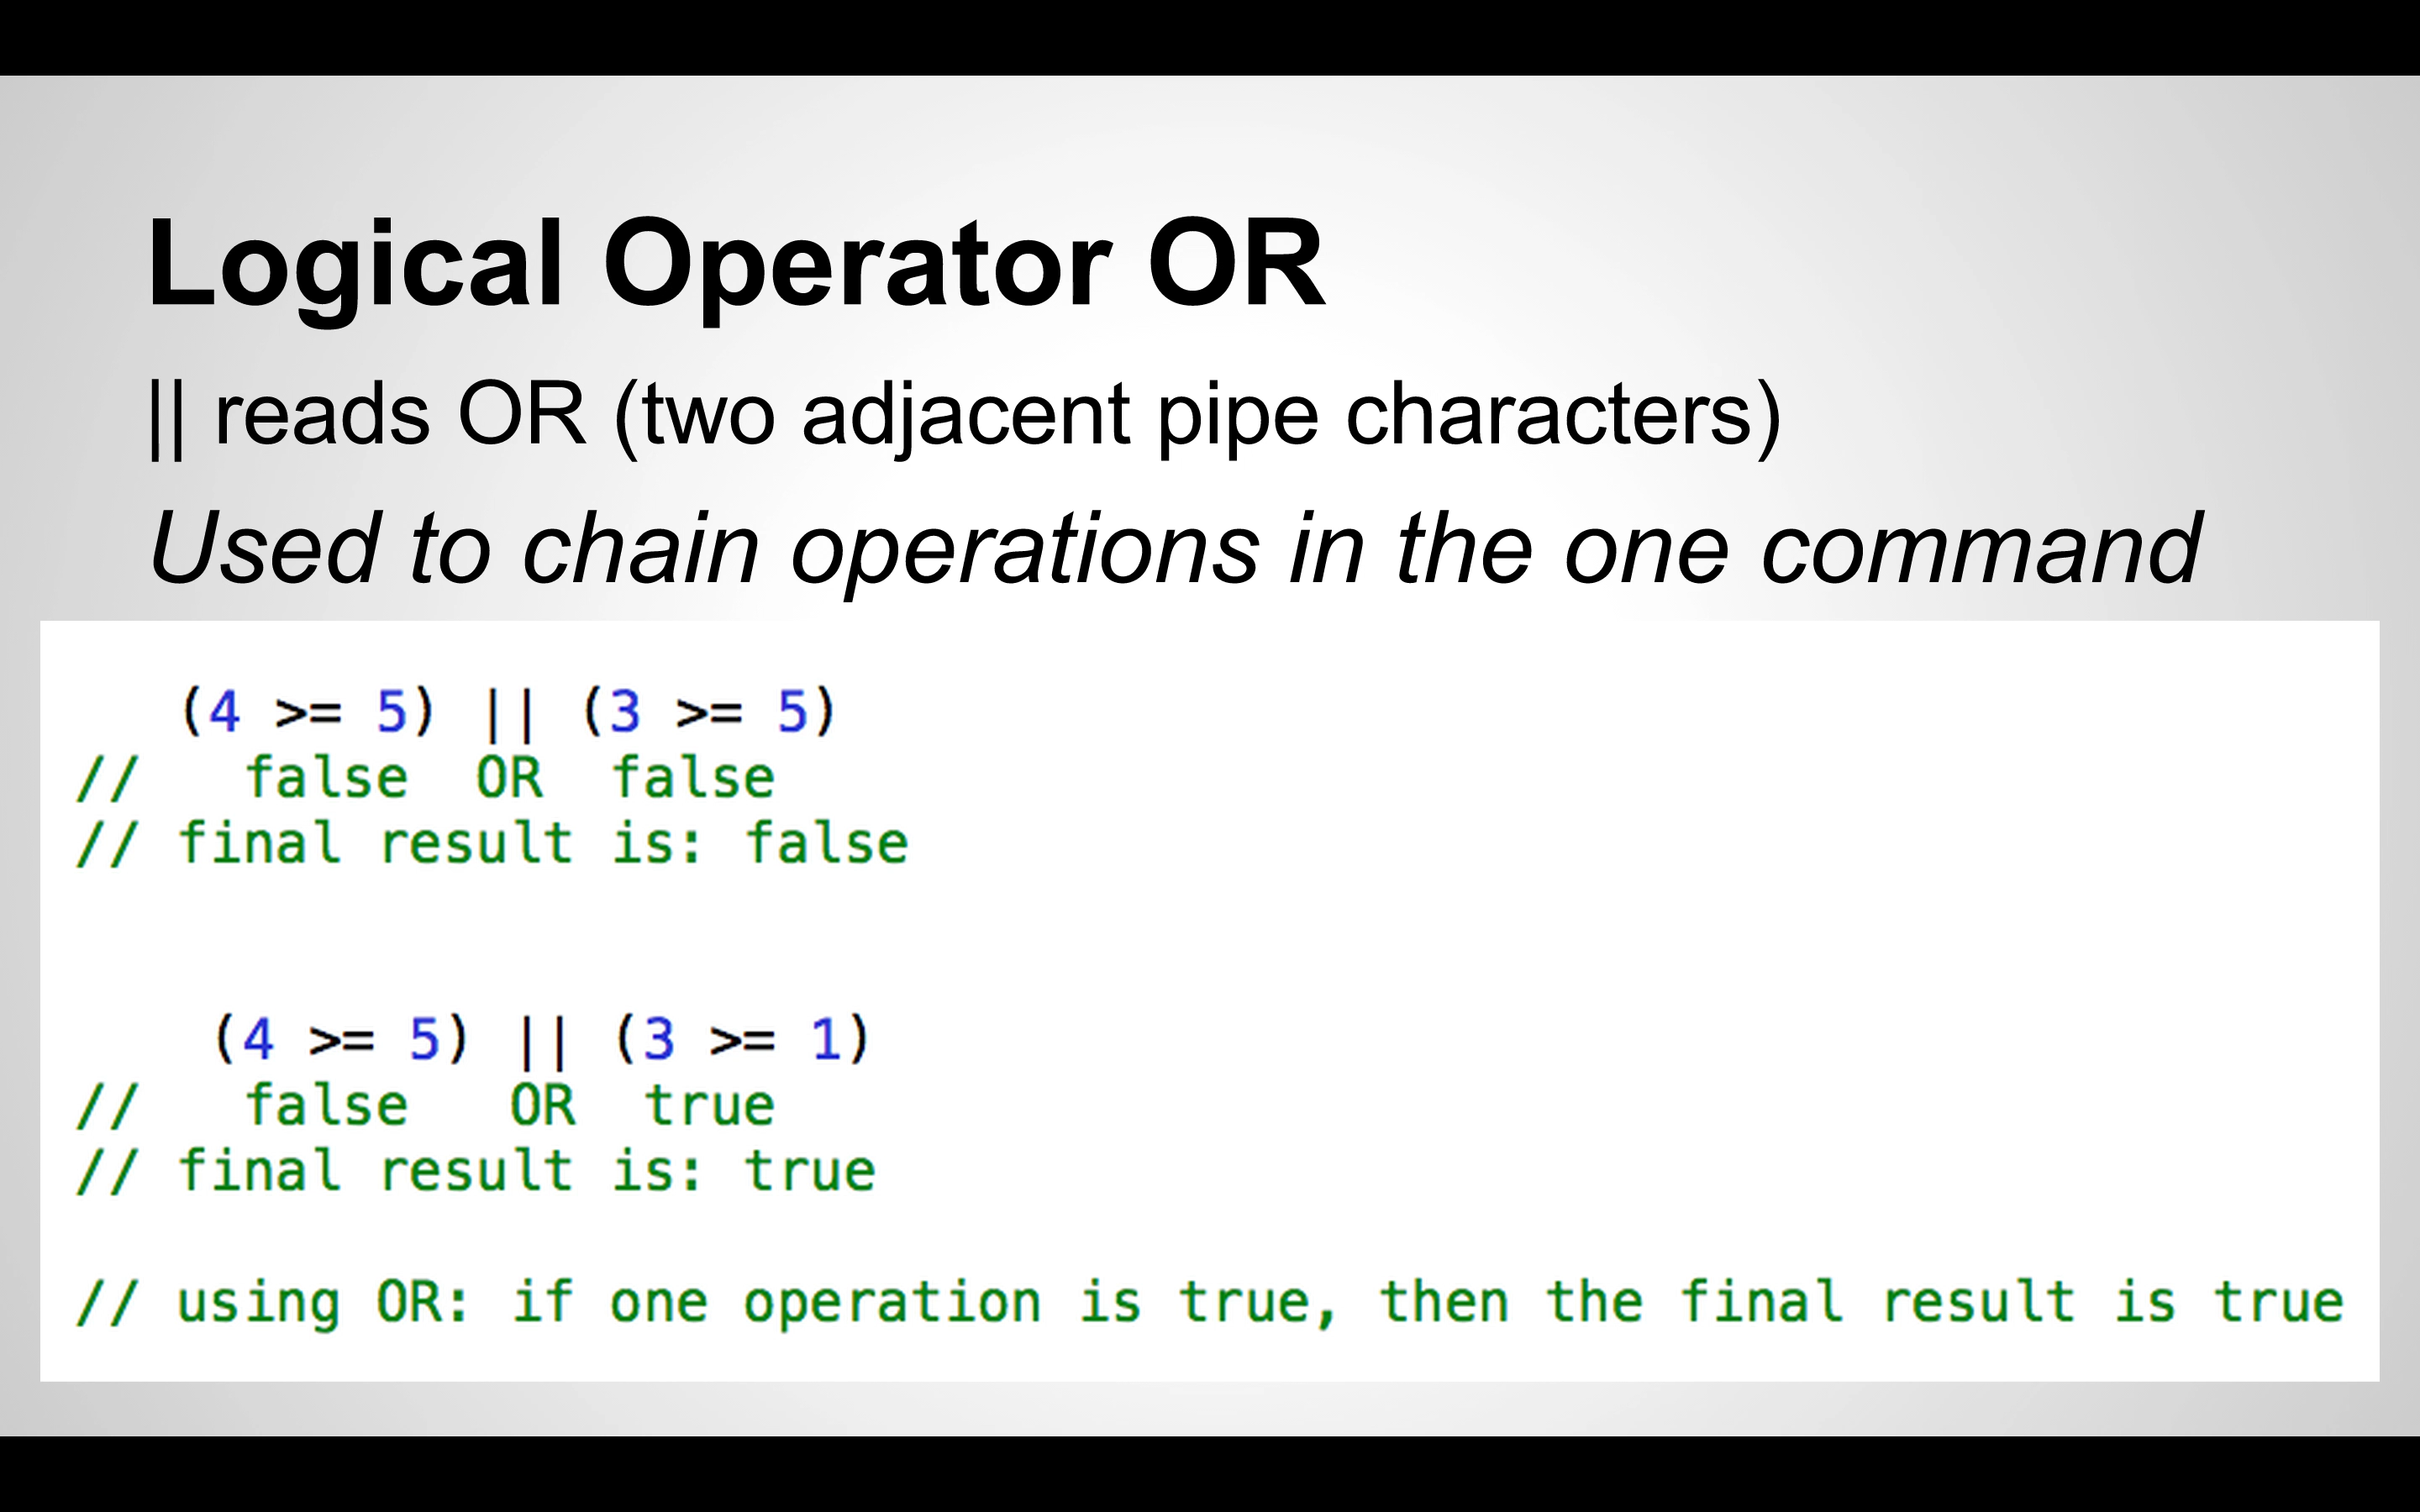 Logical Operator OR
|| reads OR (two adjacent pipe characters)
Used to chain operations in the one command
(4 >= 5) || (3 >= 5)
// false OR false
// final result is: false
(4 >= 5) || (3 >= 1)
// false OR true
// final result is: true
// using OR: if one operation is true, then the final result is true